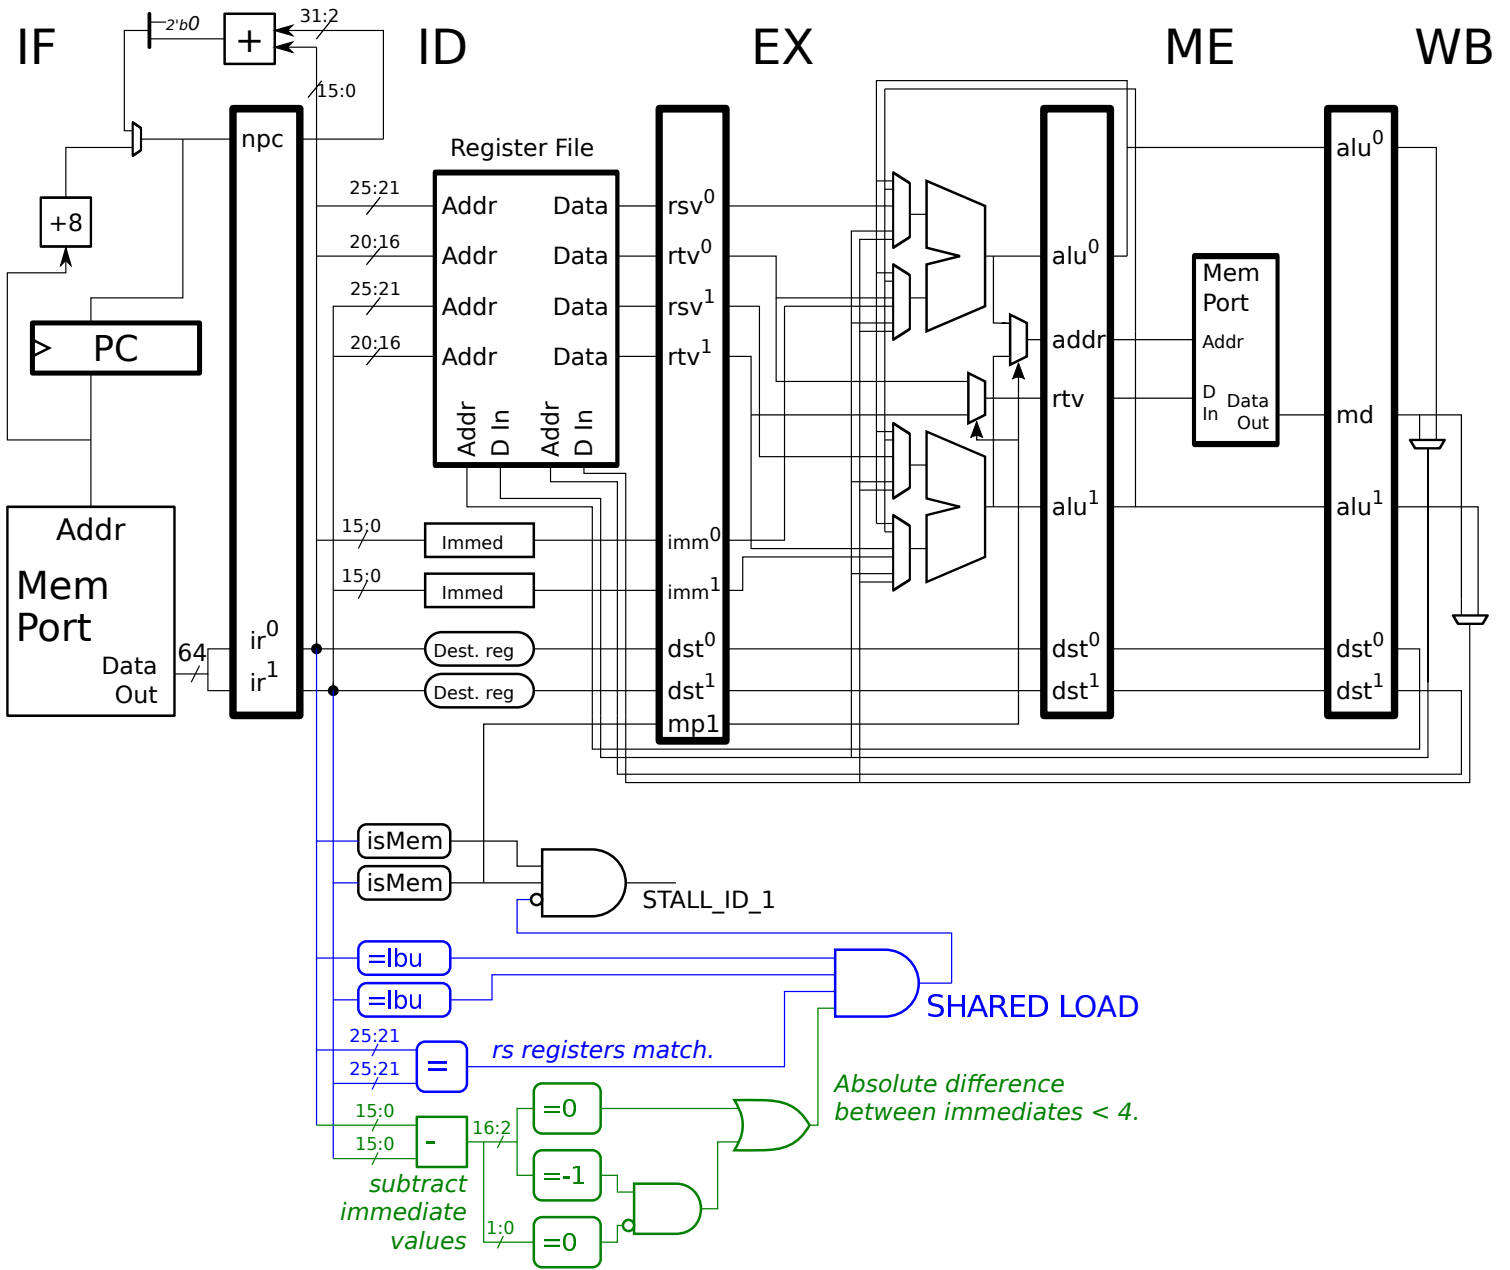 IF
ID
EX
ME
WB
2'b0
+
31:2
15:0
npc
+8
PC
Addr
Mem
Port
Data
Out
64
ir0
ir1
Register File
25:21
Addr
Data
20:16
Addr
Data
25:21
Addr
Data
20:16
Addr
Data
Addr
D In
Addr
D In
15:0
Immed
15:0
Immed
Dest. reg
Dest. reg
rsv0
rtv0
rsv1
rtv1
imm0
imm1
dst0
dst1
mp1
alu0
addr
rtv
alu1
dst0
dst1
Mem
Port
Addr
D
In
Data
Out
alu0
md
alu1
dst0
dst1
isMem
isMem
STALL_ID_1
=lbu
=lbu
SHARED LOAD
25:21
25:21
=
rs registers match.
15:0
15:0
-
subtract
immediate
values
16:2
1:0
=0
=-1
=0
Absolute difference
between immediates < 4.